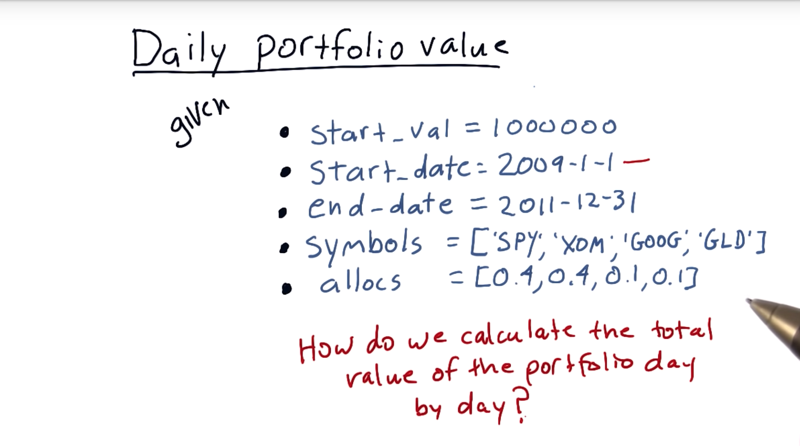 Daily portfolio value
given
• start_val = 1000000
• start_date = 2009-1-1 —
• end_date = 2011-12-31
• symbols = ['SPY', 'XOM', 'GOOG', 'GLD']
• allocs = [0.4, 0.4, 0.1, 0.1]
How do we calculate the total
value of the portfolio day
by day?